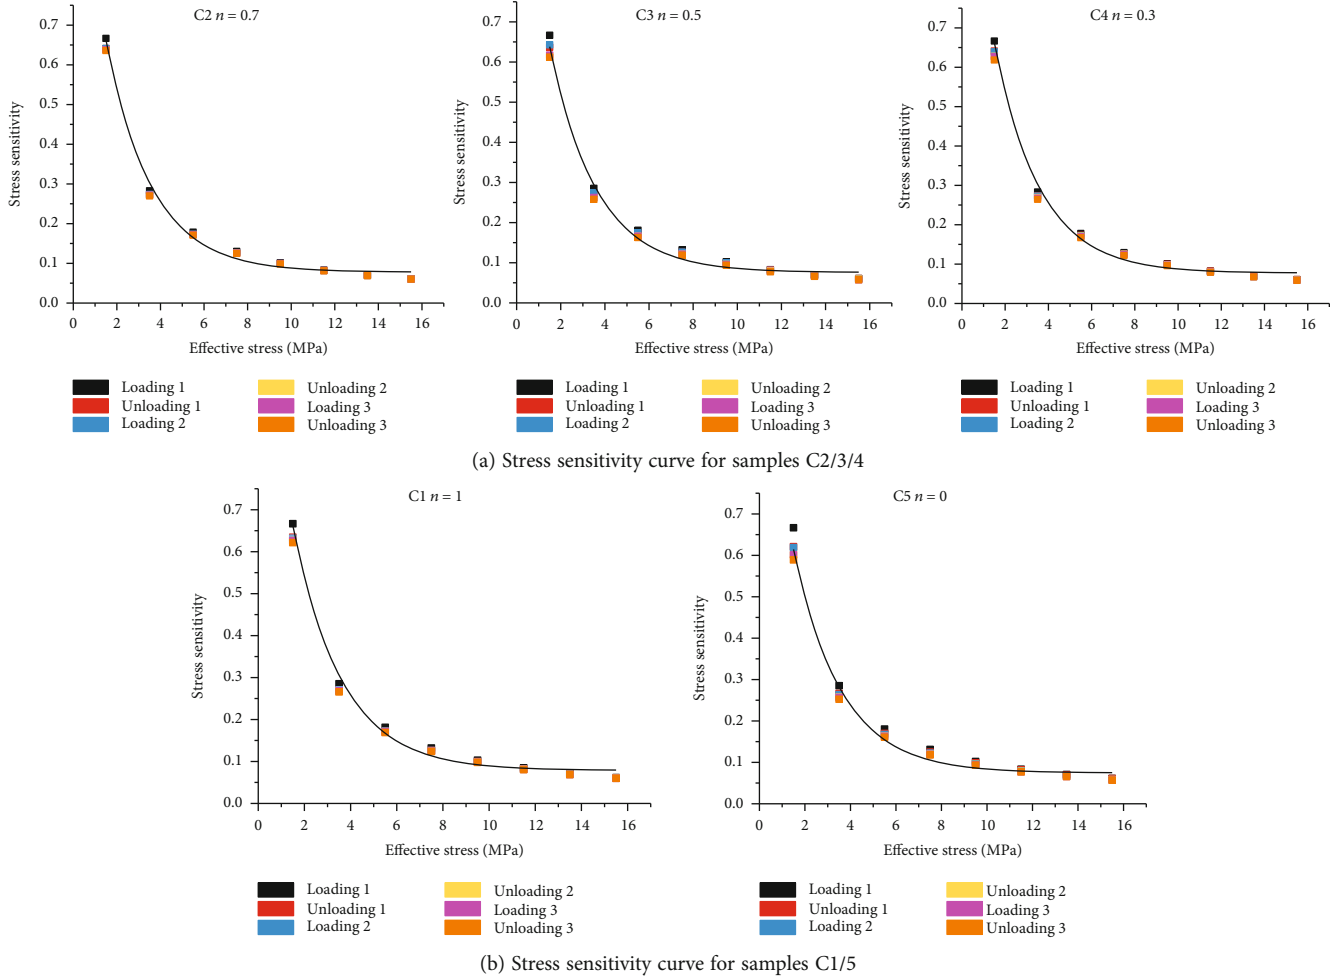 C2 n = 0.7
0.7
0.6
0.5
0.4
0.3
0.2
0.1
0.0
Stress sensitivity
0 2 4 6 8 10 12 14 16
Effective stress (MPa)
Loading 1
Unloading 1
Loading 2
Unloading 2
Loading 3
Unloading 3
C3 n = 0.5
0.7
0.6
0.5
0.4
0.3
0.2
0.1
0.0
Stress sensitivity
0 2 4 6 8 10 12 14 16
Effective stress (MPa)
Loading 1
Unloading 1
Loading 2
Unloading 2
Loading 3
Unloading 3
C4 n = 0.3
0.7
0.6
0.5
0.4
0.3
0.2
0.1
0.0
Stress sensitivity
0 2 4 6 8 10 12 14 16
Effective stress (MPa)
Loading 1
Unloading 1
Loading 2
Unloading 2
Loading 3
Unloading 3
(a) Stress sensitivity curve for samples C2/3/4
C1 n = 1
0.7
0.6
0.5
0.4
0.3
0.2
0.1
0.0
Stress sensitivity
0 2 4 6 8 10 12 14 16
Effective stress (MPa)
Loading 1
Unloading 1
Loading 2
Unloading 2
Loading 3
Unloading 3
C5 n = 0
0.7
0.6
0.5
0.4
0.3
0.2
0.1
0.0
Stress sensitivity
0 2 4 6 8 10 12 14 16
Effective stress (MPa)
Loading 1
Unloading 1
Loading 2
Unloading 2
Loading 3
Unloading 3
(b) Stress sensitivity curve for samples C1/5